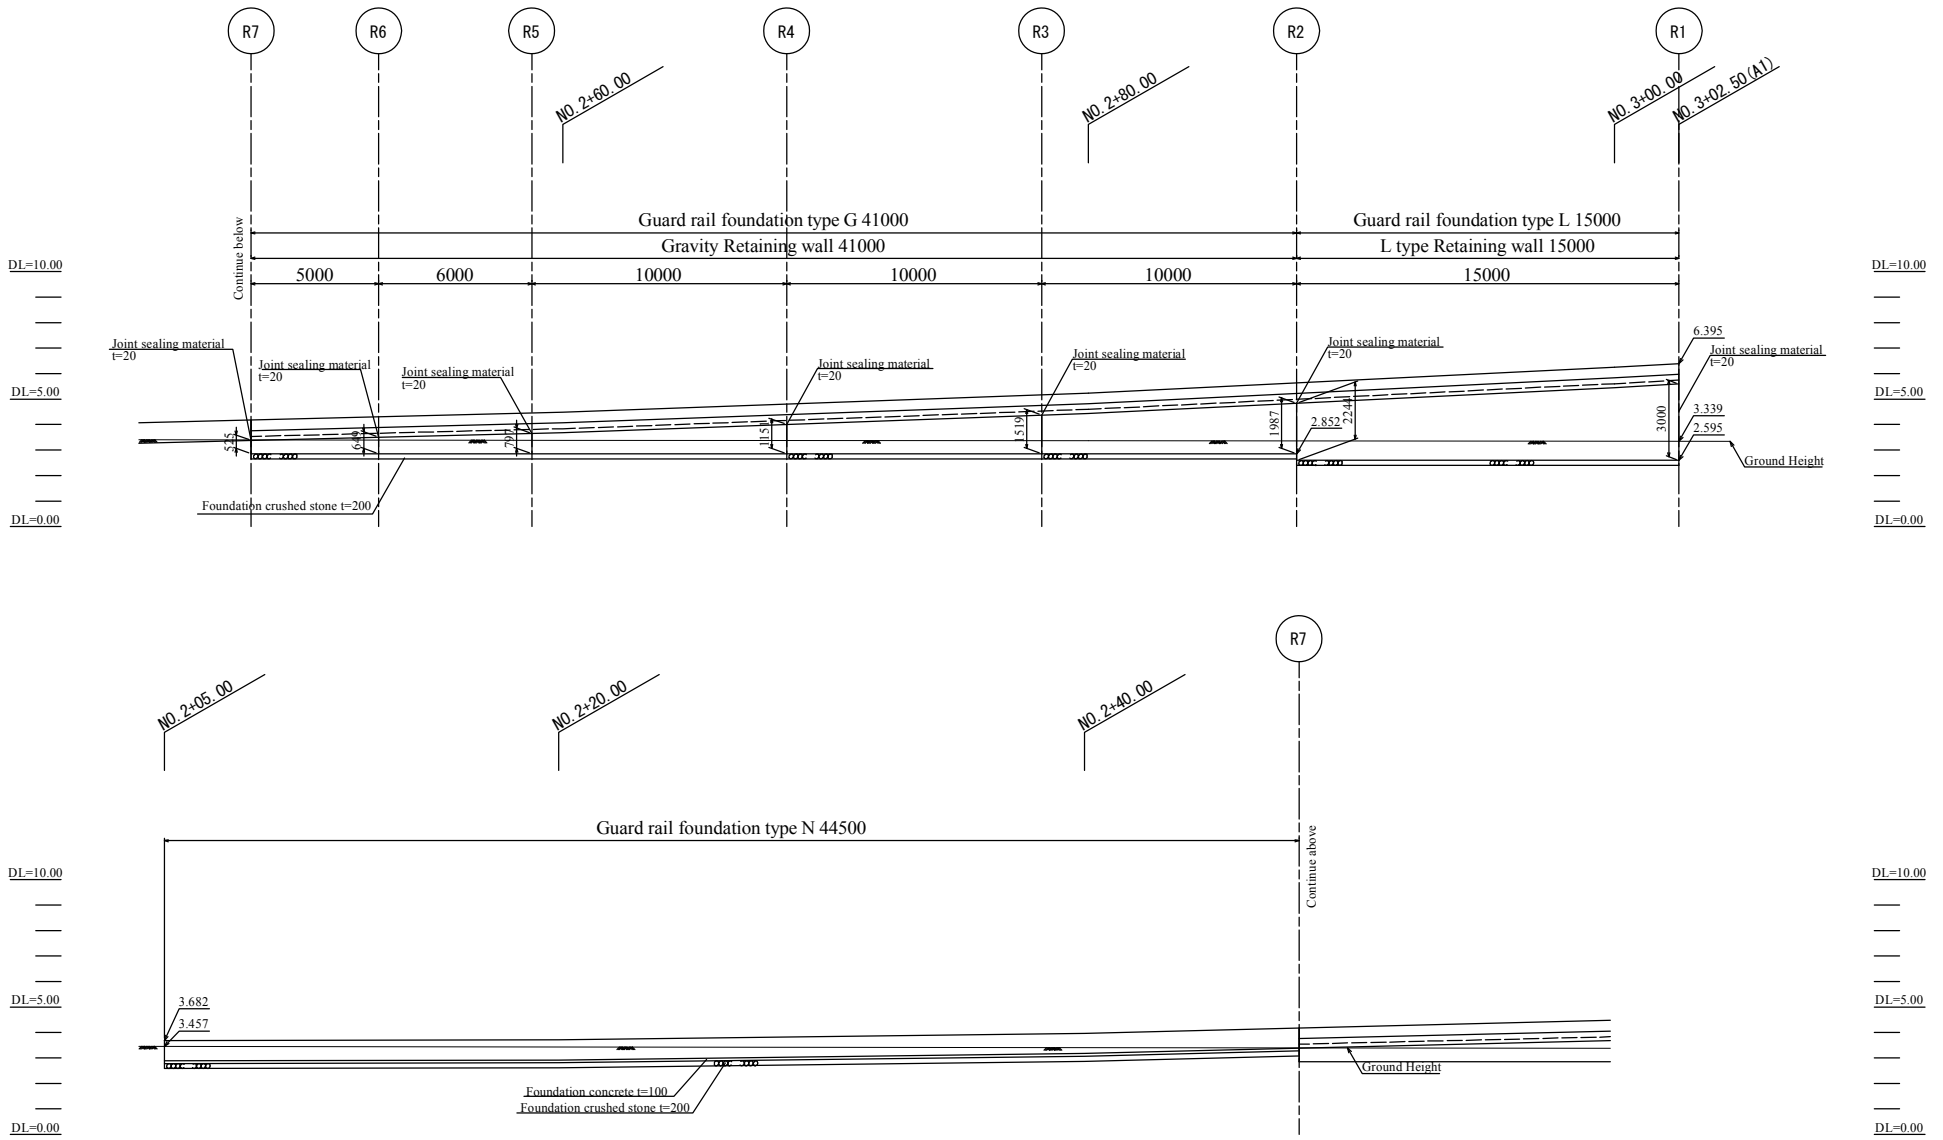 R7
R6
R5
R4
R3
R2
R1
NO.2+60.00
NO.2+80.00
NO.3+00.00
NO.3+02.50(A1)
Guard rail foundation type G 41000
Guard rail foundation type L 15000
Gravity Retaining wall 41000
L type Retaining wall 15000
Continue below
5000
6000
10000
10000
10000
15000
DL=10.00
DL=10.00
Joint sealing material
t=20
Joint sealing material
t=20
Joint sealing material
t=20
Joint sealing material
t=20
Joint sealing material
t=20
Joint sealing material
t=20
6.395
Joint sealing material
t=20
DL=5.00
DL=5.00
525
649
797
1151
1519
1987
2244
3000
2.852
3.339
2.595
Ground Height
Foundation crushed stone t=200
DL=0.00
DL=0.00
R7
NO.2+05.00
NO.2+20.00
NO.2+40.00
Guard rail foundation type N 44500
Continue above
DL=10.00
DL=10.00
DL=5.00
DL=5.00
3.682
3.457
Ground Height
Foundation concrete t=100
Foundation crushed stone t=200
DL=0.00
DL=0.00